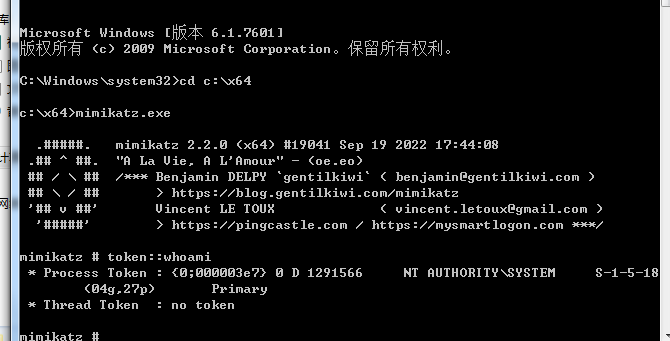 Microsoft Windows [版本 6.1.7601]
版权所有 (c) 2009 Microsoft Corporation。保留所有权利。
C:\Windows\system32>cd c:\x64
c:\x64>mimikatz.exe
.#####.   mimikatz 2.2.0 (x64) #19041 Sep 19 2022 17:44:08
.## ^ ##.  "A La Vie, A L'Amour" - (oe.eo)
## / \ ##  /*** Benjamin DELPY `gentilkiwi` ( benjamin@gentilkiwi.com )
## \ / ##       > https://blog.gentilkiwi.com/mimikatz
'## v ##'       Vincent LE TOUX             ( vincent.letoux@gmail.com )
'#####'        > https://pingcastle.com / https://mysmartlogon.com ***/
mimikatz # token::whoami
* Process Token : {0;000003e7} 0 D 1291566     NT AUTHORITY\SYSTEM     S-1-5-18
(04g,27p)       Primary
* Thread Token  : no token
mimikatz #